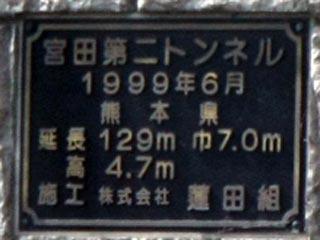 宮田第二トンネル
1999年6月
熊本県
延長 129m 巾7.0m
高 4.7m
施工 株式会社 蓮田組